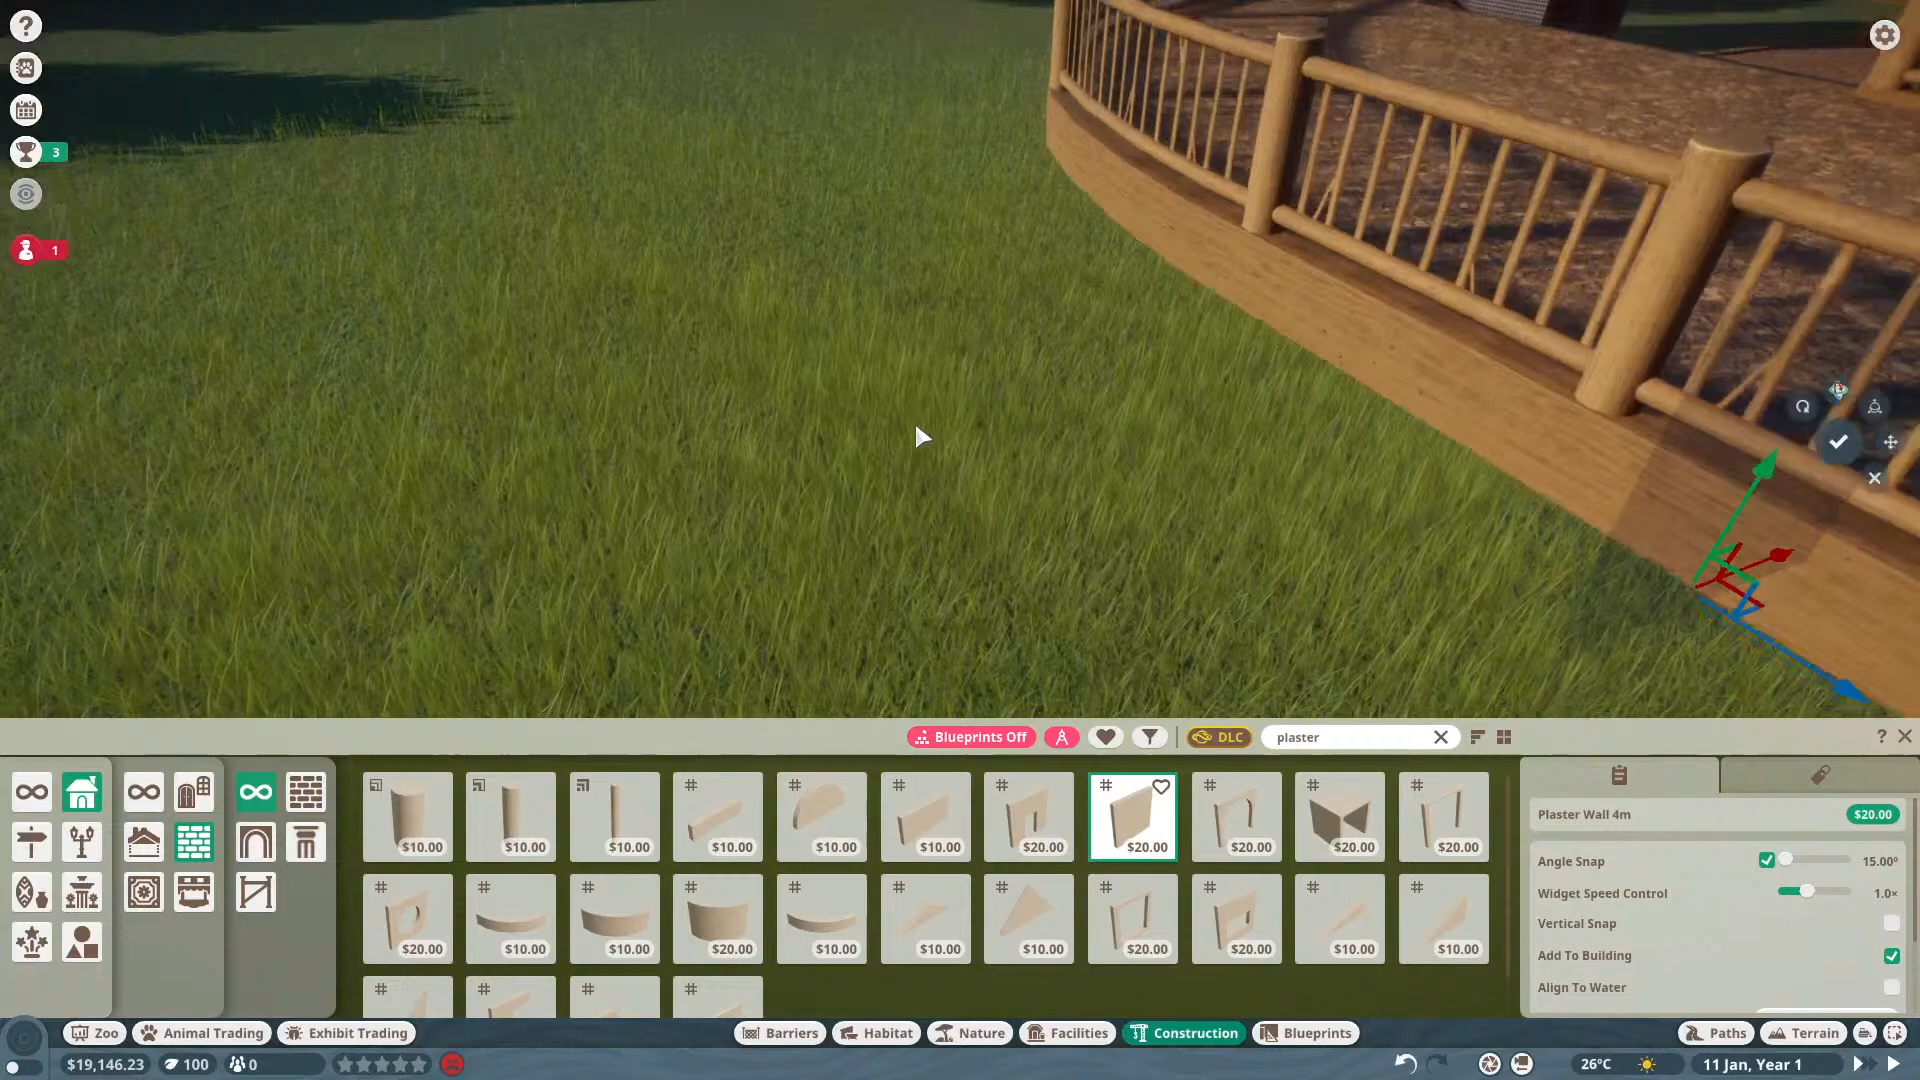 ?
3
1
Blueprints Off
DLC
plaster
?
$10.00 $10.00 $10.00 $10.00 $10.00 $10.00 $20.00 $20.00 $20.00 $20.00 $20.00
$20.00 $10.00 $10.00 $20.00 $10.00 $10.00 $10.00 $20.00 $20.00 $10.00 $10.00
Plaster Wall 4m $20.00
Angle Snap 15.00°
Widget Speed Control 1.0×
Vertical Snap
Add To Building
Align To Water
Zoo Animal Trading Exhibit Trading Barriers Habitat Nature Facilities Construction Blueprints Paths Terrain
$19,146.23 100 0 26°C 11 Jan, Year 1